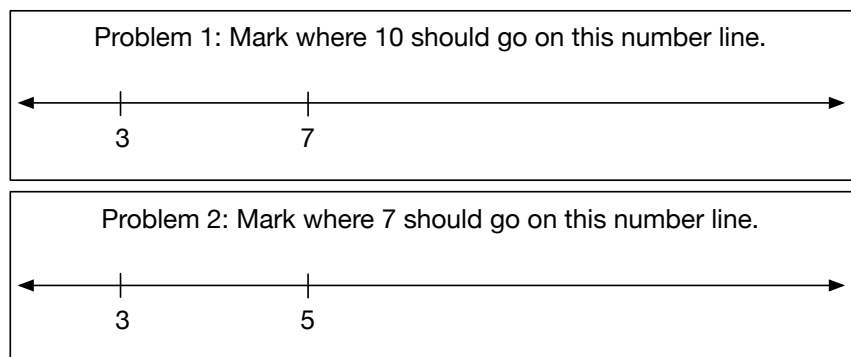 Problem 1: Mark where 10 should go on this number line.
3 7
Problem 2: Mark where 7 should go on this number line.
3 5